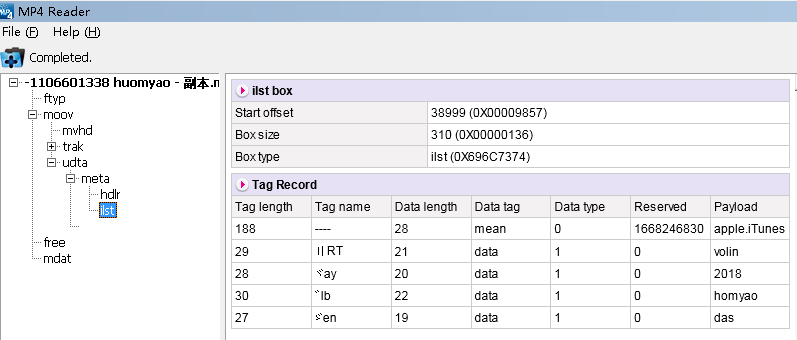 MP4 Reader
File (F) Help (H)
Completed.
-1106601338 huomyao - 副本.m
ftyp
moov
mvhd
trak
udta
meta
hdlr
ilst
free
mdat
ilst box
Start offset 38999 (0X00009857)
Box size 310 (0X00000136)
Box type ilst (0X696C7374)
Tag Record
Tag length Tag name Data length Data tag Data type Reserved Payload
188 ---- 28 mean 0 1668246830 apple.iTunes
29 RT 21 data 1 0 volin
28 ay 20 data 1 0 2018
30 lb 22 data 1 0 homyao
27 en 19 data 1 0 das